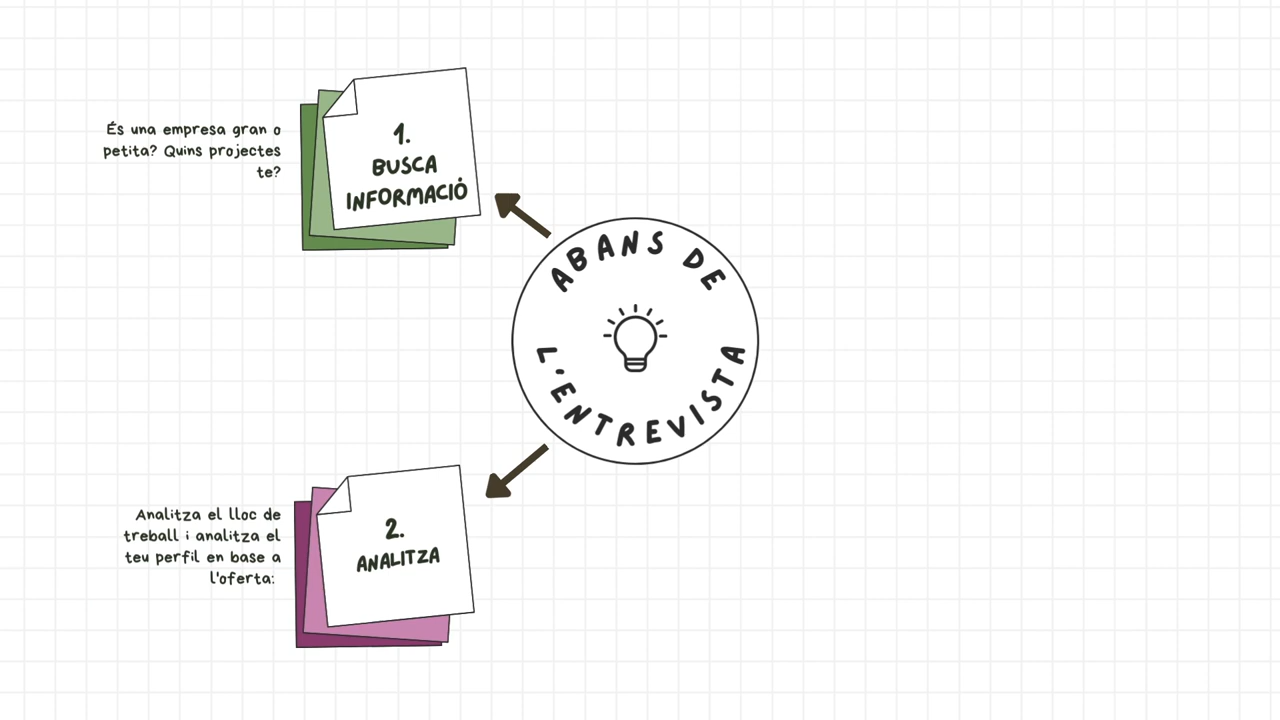 És una empresa gran o
petita? Quins projectes
te?
1.
BUSCA
INFORMACIÓ
ABANS DE
L'ENTREVISTA
Analitza el lloc de
treball i analitza el
teu perfil en base a
l'oferta:
2.
ANALITZA